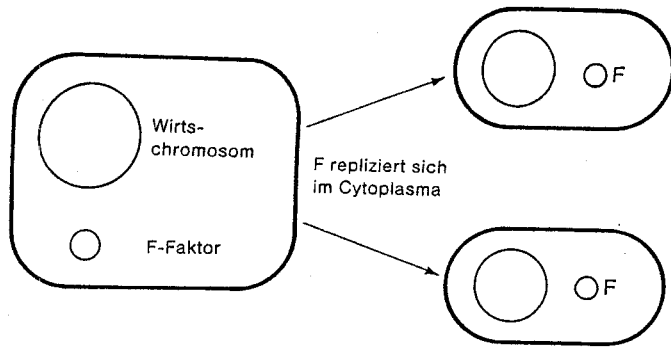 Wirts-
chromosom
F-Faktor
F repliziert sich
im Cytoplasma
F
F